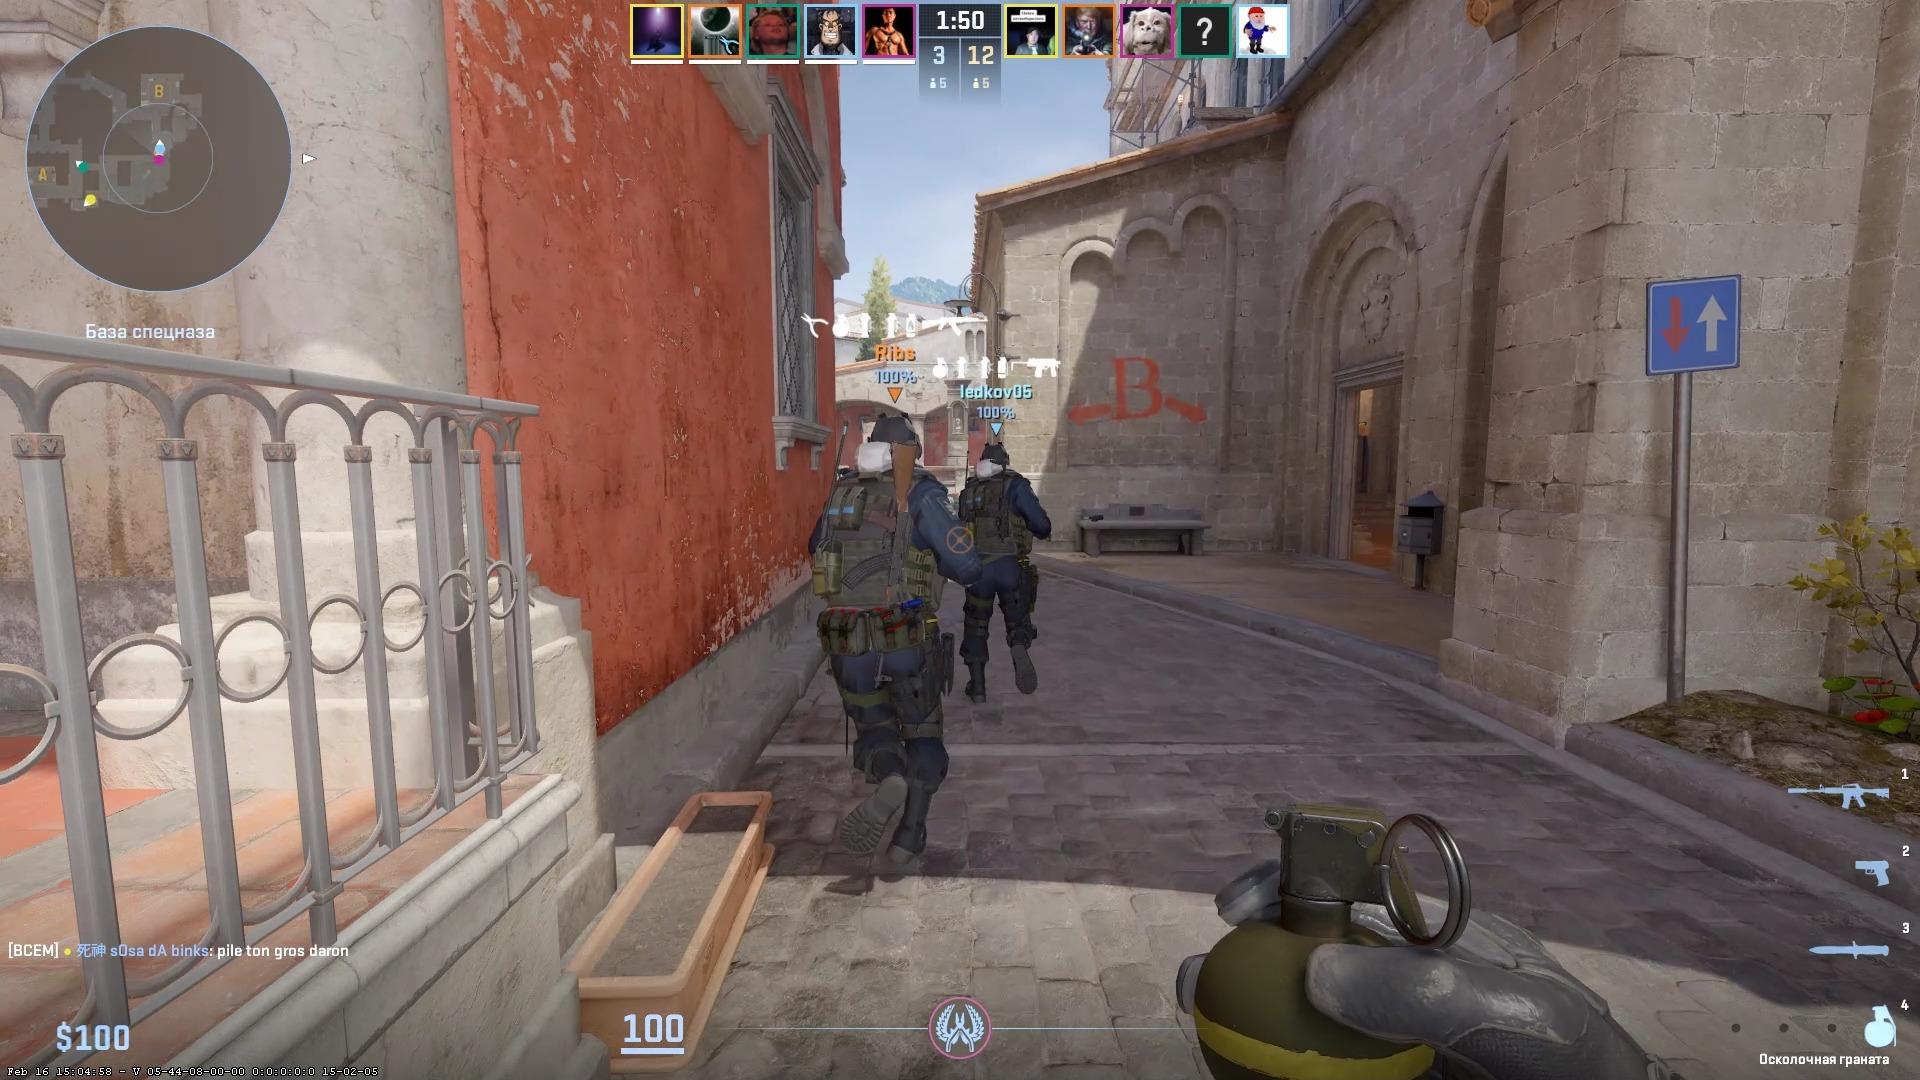 1:50
3 12
5 5
?
B
A
База спецназа
Ribs
100%
ledkov05
100%
B
1
2
3
4
[ВСЕМ] ● 死神 sOsa dA binks: pile ton gros daron
$100
100
Осколочная граната
Feb 16 15:04:58 - V 05-44-08-00-00 0:0:0:0:0 15-02-05